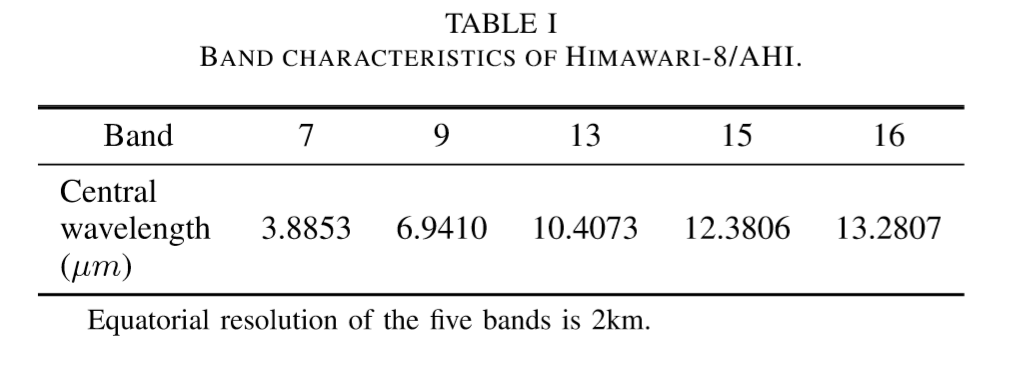 TABLE I
BAND CHARACTERISTICS OF HIMAWARI-8/AHI.
Band 7 9 13 15 16
Central
wavelength 3.8853 6.9410 10.4073 12.3806 13.2807
(μm)
Equatorial resolution of the five bands is 2km.